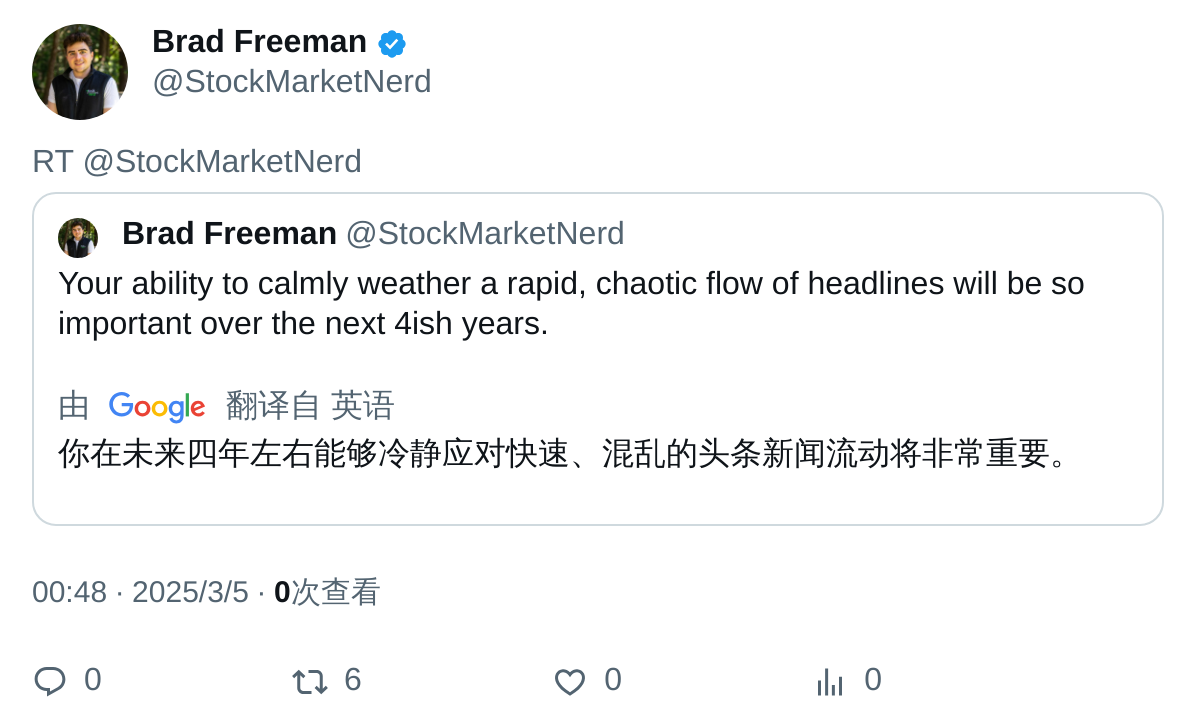 Brad Freeman
@StockMarketNerd
RT @StockMarketNerd
Brad Freeman @StockMarketNerd
Your ability to calmly weather a rapid, chaotic flow of headlines will be so
important over the next 4ish years.
由 Google 翻译自 英语
你在未来四年左右能够冷静应对快速、混乱的头条新闻流动将非常重要。
00:48 · 2025/3/5 · 0次查看
0 6 0 0